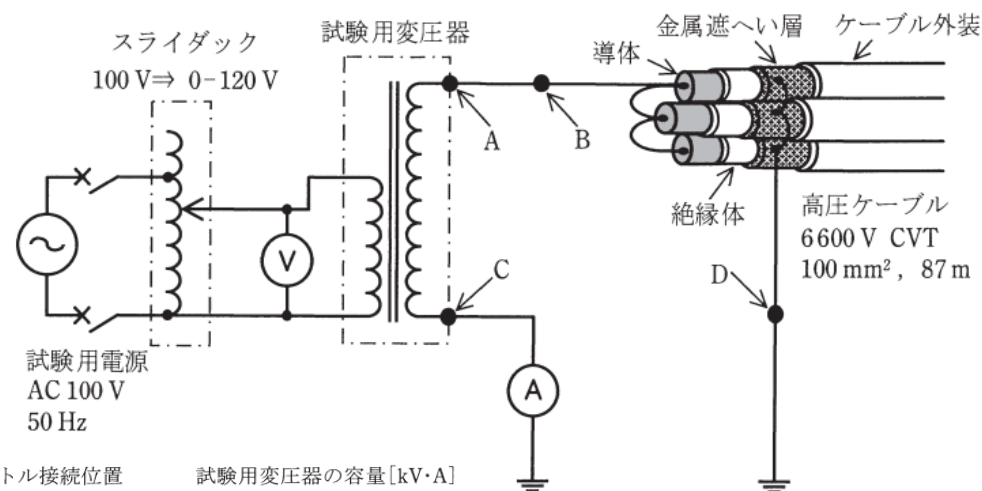 スライダック
100 V⇒ 0-120 V
試験用変圧器
金属遮へい層
ケーブル外装
導体
A
B
絶縁体
高圧ケーブル
6600 V CVT
100 mm², 87 m
V
C
D
A
試験用電源
AC 100 V
50 Hz
トル接続位置 試験用変圧器の容量[kV·A]